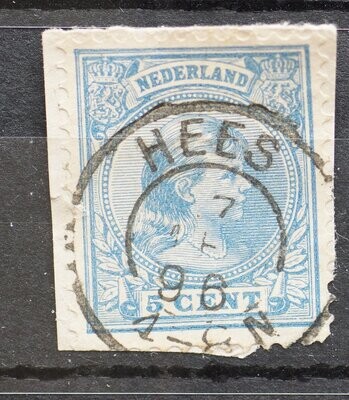 NEDERLAND
HEES
7
96
5 CENT